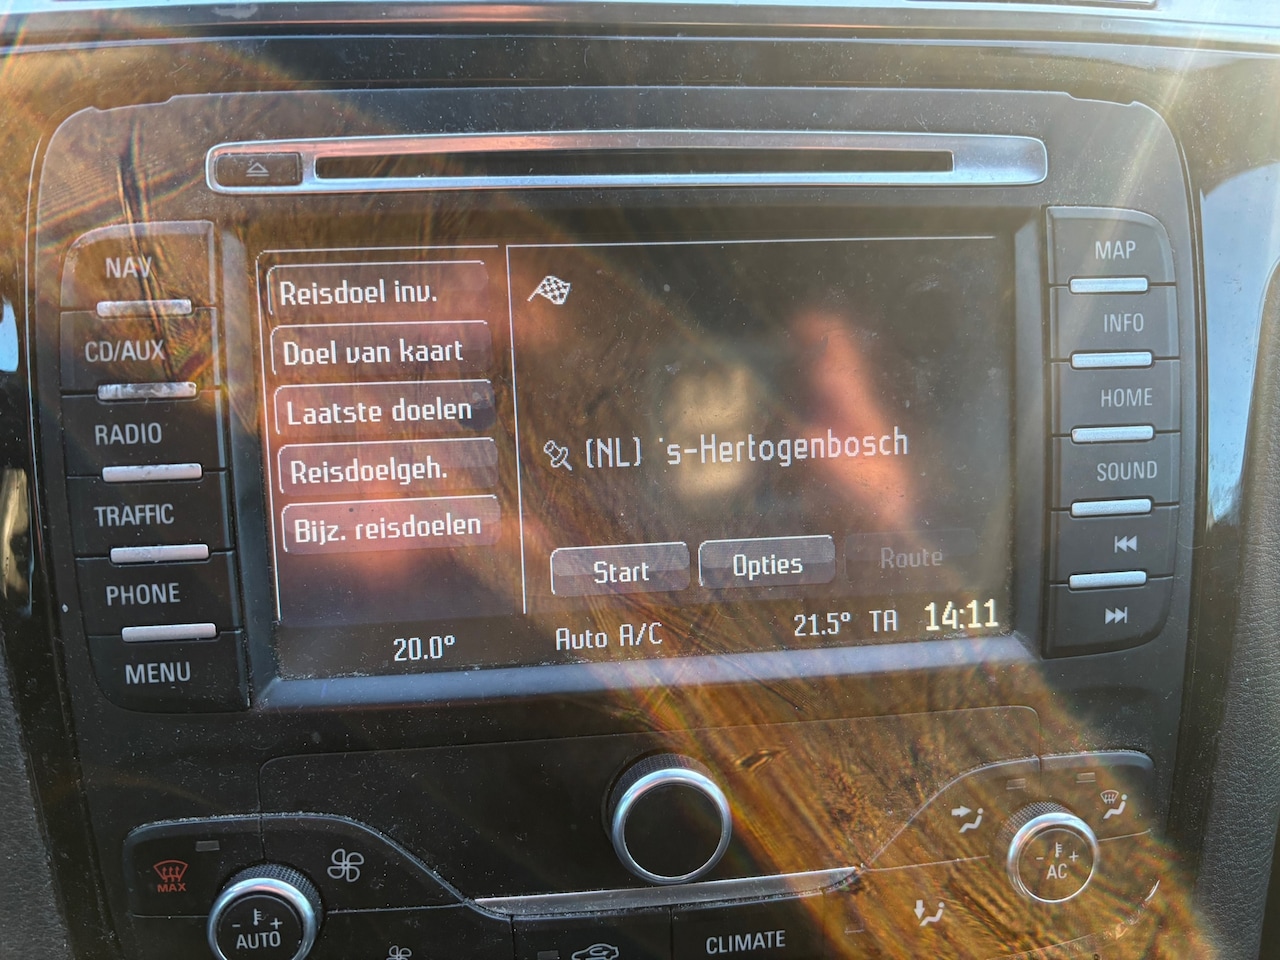 NAV
CD/AUX
RADIO
TRAFFIC
PHONE
MENU
Reisdoel inv.
Doel van kaart
Laatste doelen
Reisdoelgeh.
Bijz. reisdoelen
(NL) 's-Hertogenbosch
Start
Opties
Route
20.0°
Auto A/C
21.5°
TA
14:11
MAP
INFO
HOME
SOUND
MAX
- +
AUTO
CLIMATE
- +
AC